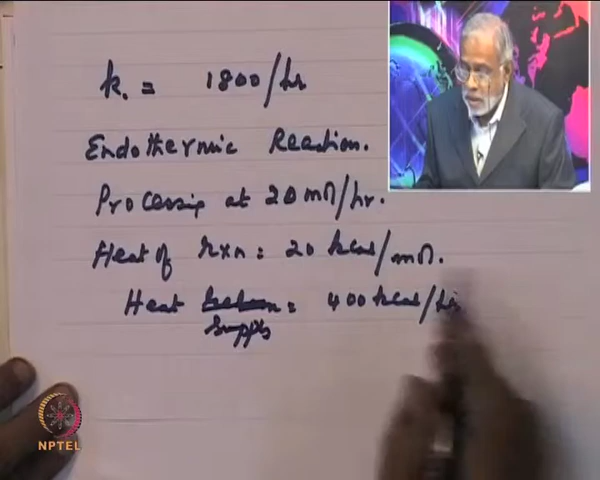 k. = 1800/hr
Endothermic Reaction.
Processing at 20 mol/hr.
Heat of rxn = 20 kcal/mol.
Heat = 400 kcal/hr
Supply
NPTEL